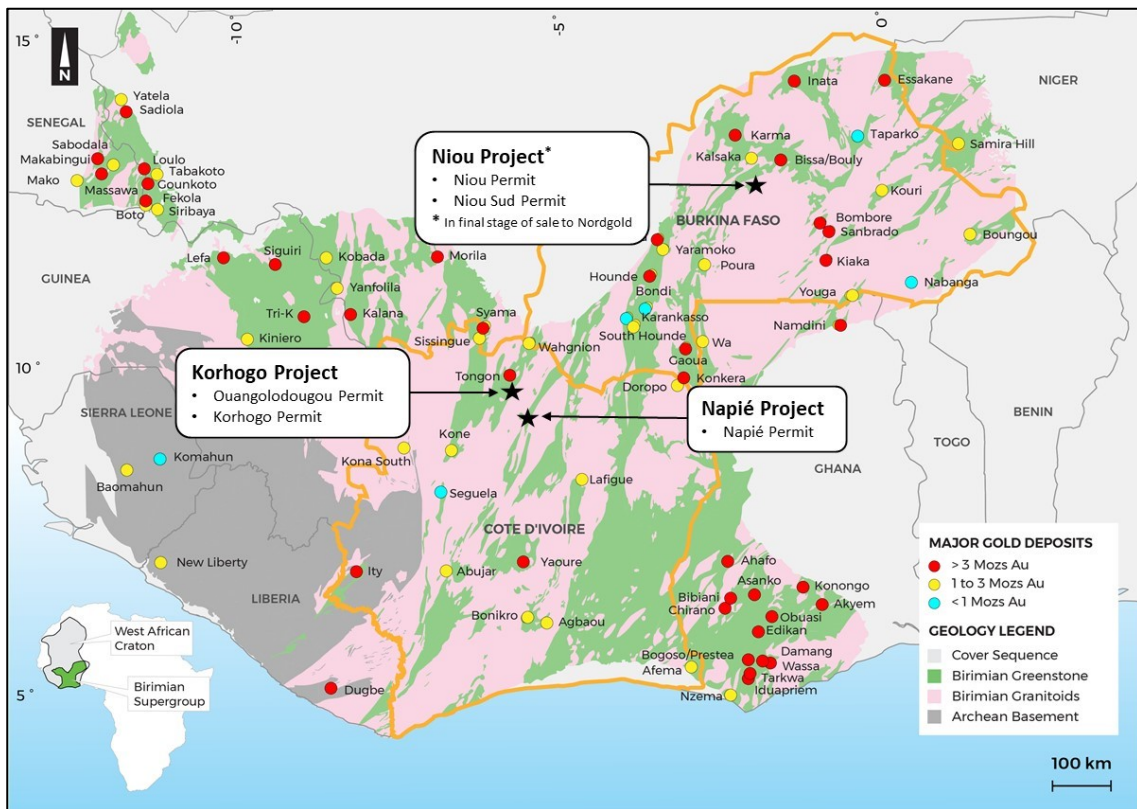 -10°
-5°
0°
15°
10°
5°
N
NIGER
SENEGAL
BURKINA FASO
GUINEA
SIERRA LEONE
LIBERIA
COTE D'IVOIRE
GHANA
TOGO
BENIN
Yatela
Sadiola
Sabodala
Makabingui
Mako
Massawa
Boto
Loulo
Tabakoto
Gounkoto
Fekola
Siribaya
Niou Project*
• Niou Permit
• Niou Sud Permit
* In final stage of sale to Nordgold
Inata
Essakane
Karma
Kalsaka
Bissa/Bouly
Taparko
Samira Hill
Kouri
Bombore
Sanbrado
Boungou
Kiaka
Nabanga
Youga
Namdini
Yaramoko
Poura
Hounde
Bondi
Karankasso
South Hounde
Wa
Gaoua
Konkera
Doropo
Lefa
Siguiri
Kobada
Morila
Yanfolila
Tri-K
Kalana
Kiniero
Syama
Sissingue
Wahgnion
Tongon
Korhogo Project
• Ouangolodougou Permit
• Korhogo Permit
Napié Project
• Napié Permit
Kone
Kona South
Komahun
Baomahun
Seguela
Lafigue
New Liberty
Ity
Abujar
Yaoure
Bonikro
Agbaou
Dugbe
Ahafo
Asanko
Konongo
Bibiani
Chirano
Akyem
Obuasi
Edikan
Bogoso/Prestea
Damang
Afema
Wassa
Tarkwa
Iduapriem
Nzema
West African
Craton
Birimian
Supergroup
MAJOR GOLD DEPOSITS
> 3 Mozs Au
1 to 3 Mozs Au
< 1 Mozs Au
GEOLOGY LEGEND
Cover Sequence
Birimian Greenstone
Birimian Granitoids
Archean Basement
100 km